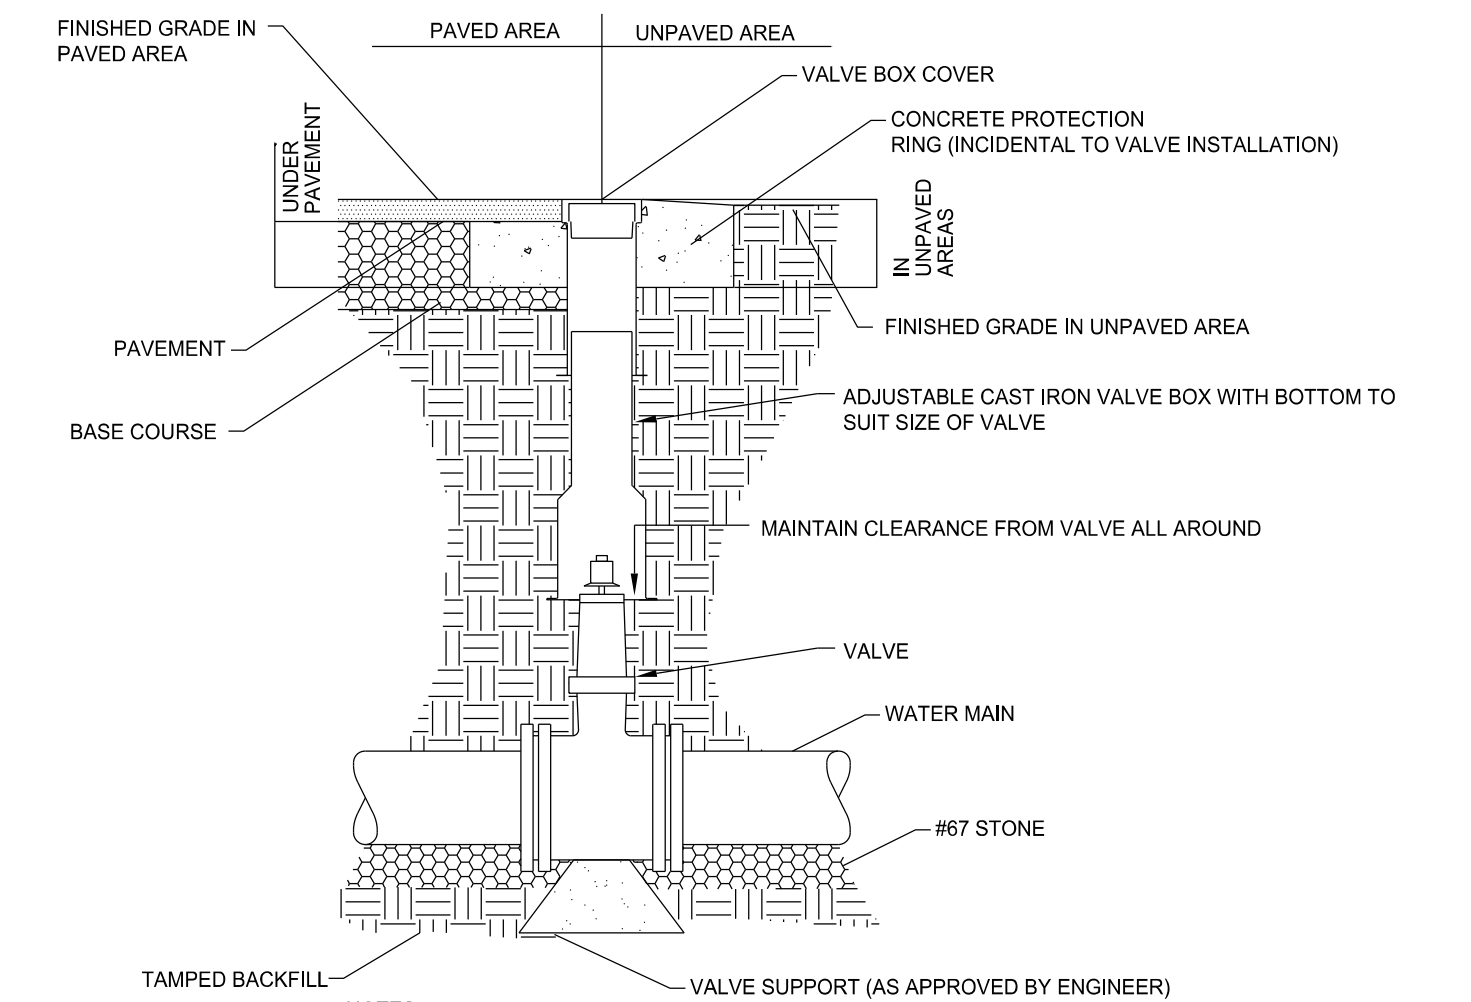 FINISHED GRADE IN
PAVED AREA
PAVED AREA
UNPAVED AREA
VALVE BOX COVER
CONCRETE PROTECTION
RING (INCIDENTAL TO VALVE INSTALLATION)
UNDER
PAVEMENT
IN
UNPAVED
AREAS
FINISHED GRADE IN UNPAVED AREA
PAVEMENT
ADJUSTABLE CAST IRON VALVE BOX WITH BOTTOM TO
SUIT SIZE OF VALVE
BASE COURSE
MAINTAIN CLEARANCE FROM VALVE ALL AROUND
VALVE
WATER MAIN
#67 STONE
TAMPED BACKFILL
VALVE SUPPORT (AS APPROVED BY ENGINEER)